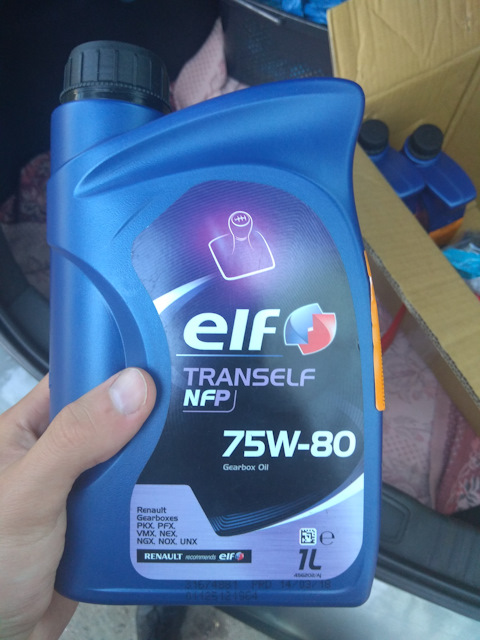 elf
TRANSELF
NFP
75W-80
Gearbox Oil
Renault
Gearboxes
PKX, PFX,
VMX, NEX,
NGX, NOX, UNX
RENAULT recommends elf
e
1L